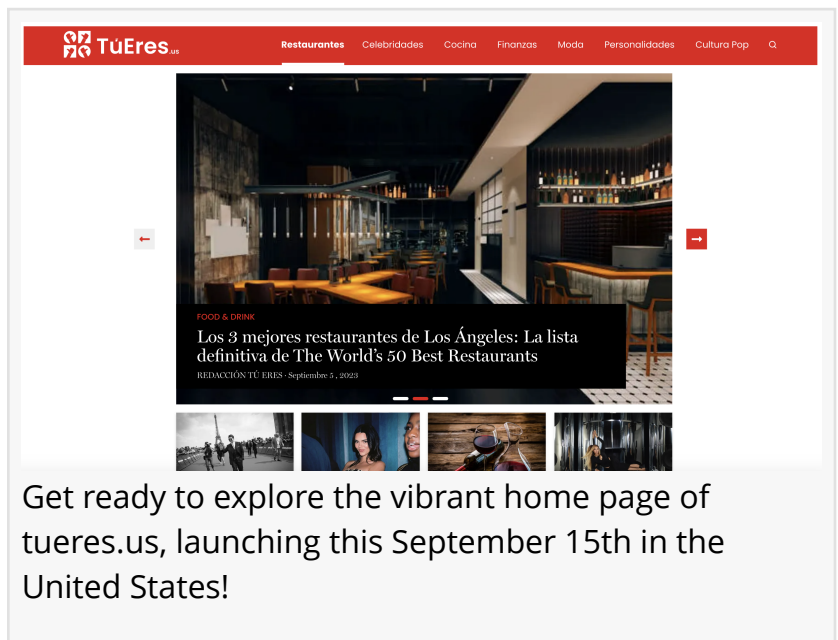 TúEres.us
Restaurantes Celebridades Cocina Finanzas Moda Personalidades Cultura Pop
FOOD & DRINK
Los 3 mejores restaurantes de Los Ángeles: La lista
definitiva de The World's 50 Best Restaurants
REDACCIÓN TÚ ERES · Septiembre 5 , 2023
Get ready to explore the vibrant home page of
tueres.us, launching this September 15th in the
United States!